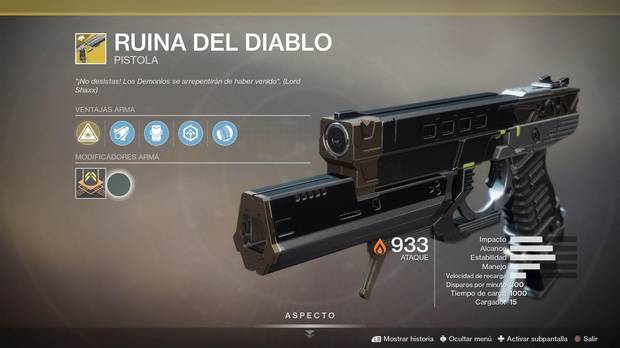 RUINA DEL DIABLO
PISTOLA
"¡No desistas! Los Demonios se arrepentirán de haber venido". (Lord
Shaxx)
VENTAJAS ARMA
MODIFICADORES ARMA
933
ATAQUE
Impacto
Alcance
Estabilidad
Manejo
Velocidad de recarga
Disparos por minuto 300
Tiempo de carga 1000
Cargador 15
ASPECTO
Mostrar historia
Ocultar menú
Activar subpantalla
Salir